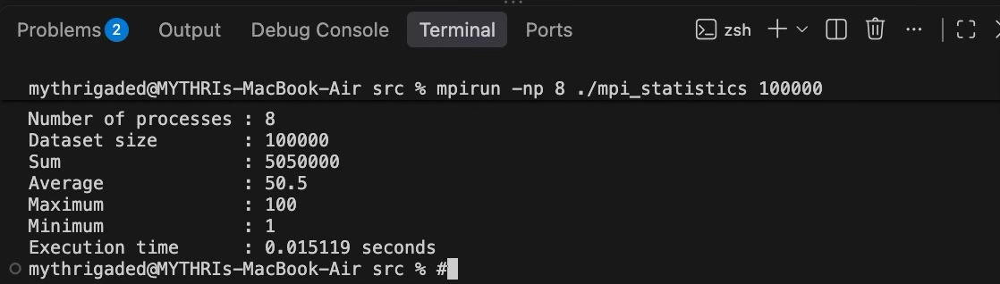 Problems 2 Output Debug Console Terminal Ports zsh
mythrigaded@MYTHRIs-MacBook-Air src % mpirun -np 8 ./mpi_statistics 100000
Number of processes : 8
Dataset size : 100000
Sum : 5050000
Average : 50.5
Maximum : 100
Minimum : 1
Execution time : 0.015119 seconds
mythrigaded@MYTHRIs-MacBook-Air src % #